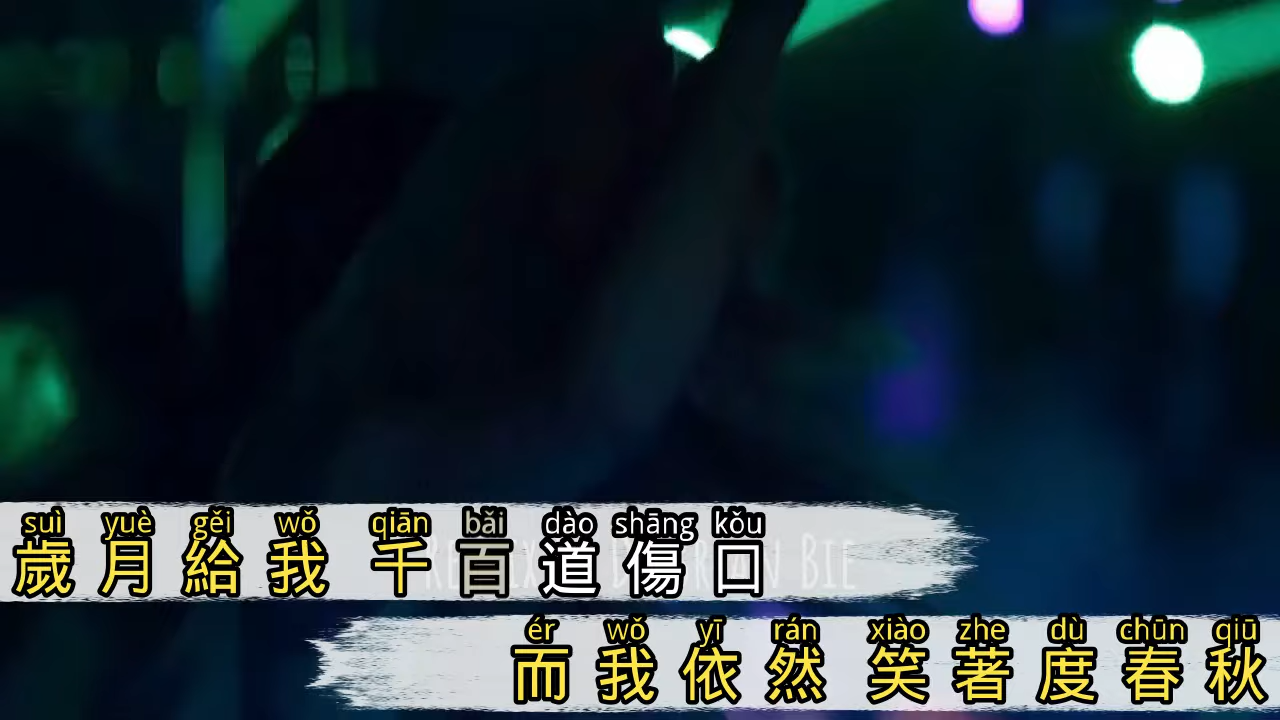 suì yuè gěi wǒ qiān bǎi dào shāng kǒu
歲月給我 千百道傷口
ér wǒ yī rán xiào zhe dù chūn qiū
而我依然 笑著度春秋